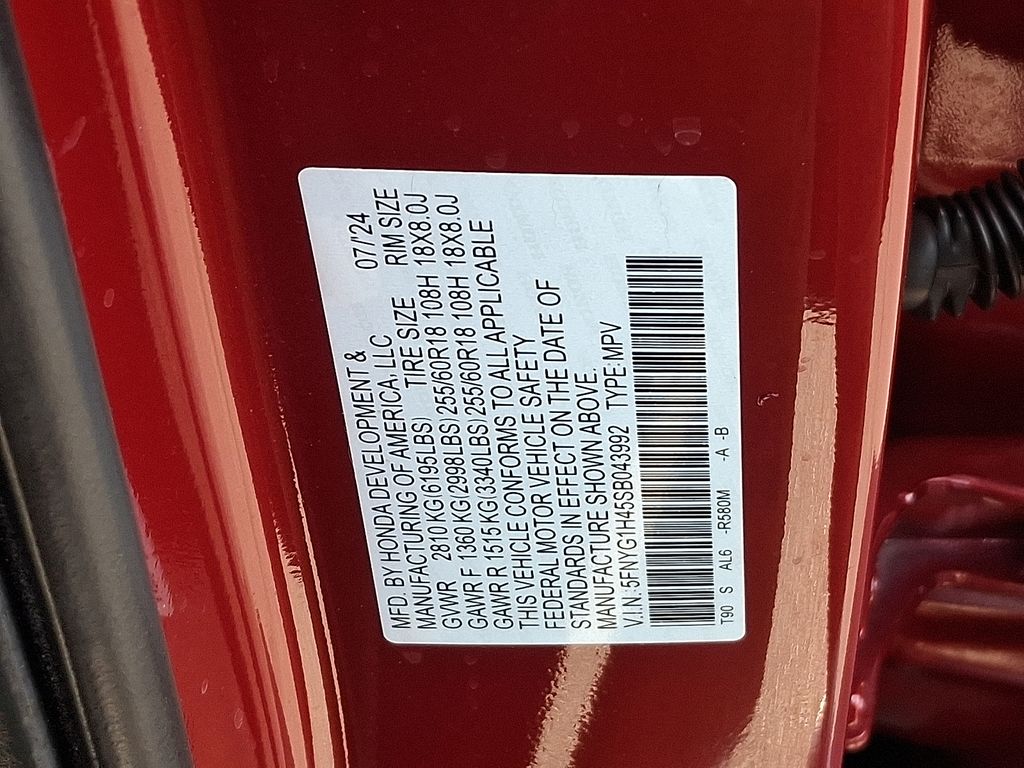 MFD. BY HONDA DEVELOPMENT &
MANUFACTURING OF AMERICA, LLC 07/'24
GVWR 2810 KG(6195LBS) TIRE SIZE RIM SIZE
GAWR F 1360 KG(2998LBS) 255/60R18 108H 18X8.0J
GAWR R 1515 KG(3340LBS) 255/60R18 108H 18X8.0J
THIS VEHICLE CONFORMS TO ALL APPLICABLE
FEDERAL MOTOR VEHICLE SAFETY
STANDARDS IN EFFECT ON THE DATE OF
MANUFACTURE SHOWN ABOVE.
V.I.N: 5FNYG1H45SB043992 TYPE:MPV
T90 S AL6 -R580M -A -B